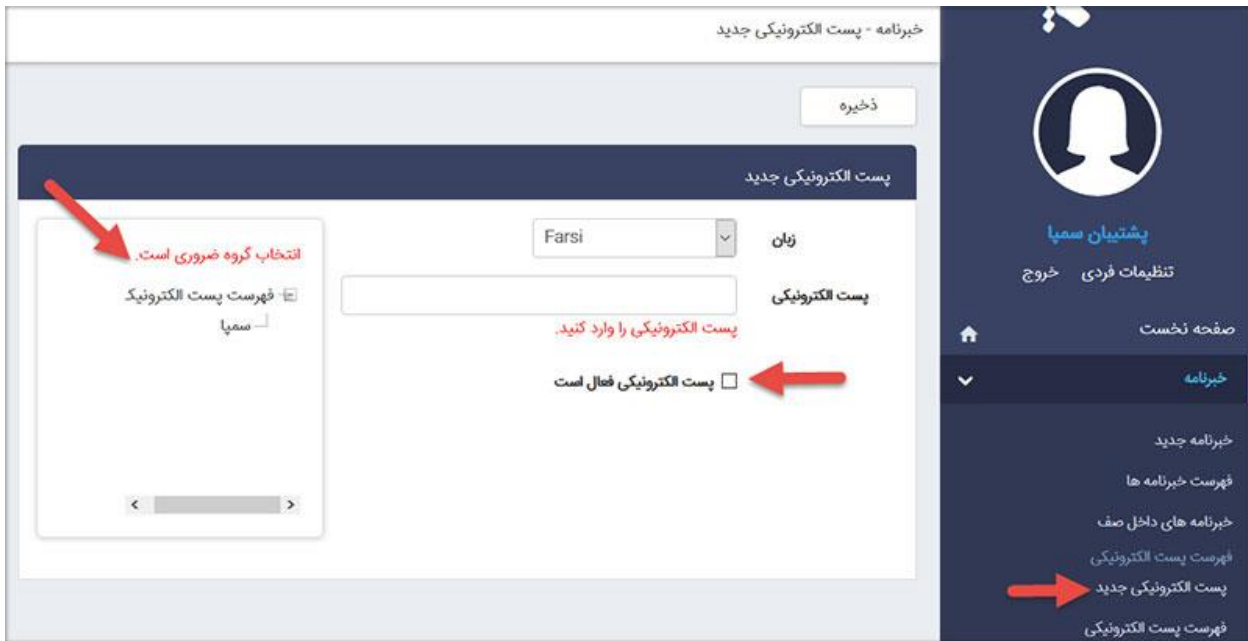 خبرنامه - پست الکترونیکی جدید
ذخیره
پست الکترونیکی جدید
زبان
Farsi
پست الکترونیکی
پست الکترونیکی را وارد کنید.
پست الکترونیکی فعال است
انتخاب گروه ضروری است.
فهرست پست الکترونیک
سمپا
پشتیبان سمپا
تنظیمات فردی خروج
صفحه نخست
خبرنامه
خبرنامه جدید
فهرست خبرنامه ها
خبرنامه های داخل صف
فهرست پست الکترونیکی
پست الکترونیکی جدید
فهرست پست الکترونیکی